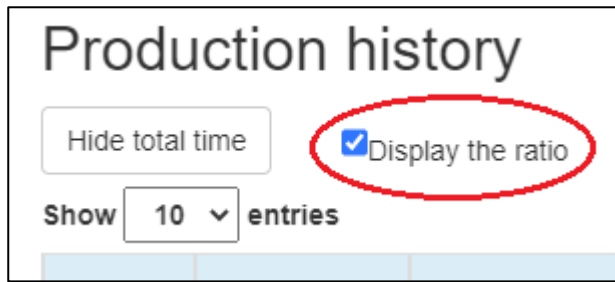 Production history
Hide total time
Display the ratio
Show 10 entries